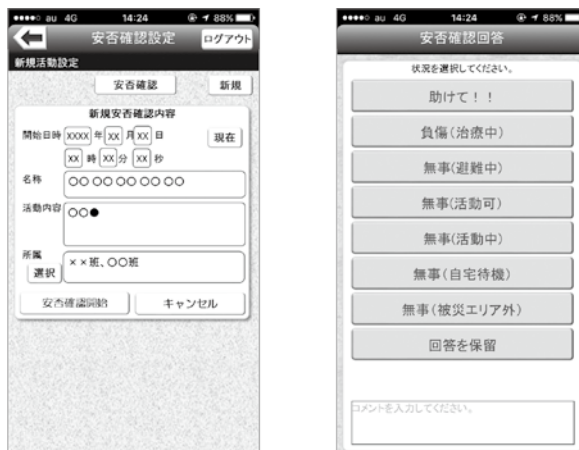 ●●●●○ au 4G 14:24 88%
安否確認設定
ログアウト
新規活動設定
安否確認
新規
新規安否確認内容
開始日時 XXXX 年 XX 月 XX 日
現在
XX 時 XX 分 XX 秒
名称 〇〇 〇〇 〇〇 〇〇
活動内容 〇〇●
所属 ××班、〇〇班
選択
安否確認開始
キャンセル
●●●●○ au 4G 14:24 88%
安否確認回答
状況を選択してください。
助けて！！
負傷(治療中)
無事(避難中)
無事(活動可)
無事(活動中)
無事(自宅待機)
無事(被災エリア外)
回答を保留
コメントを入力してください。